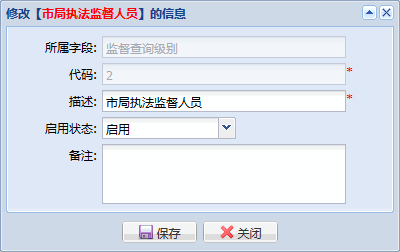 修改【市局执法监督人员】的信息
所属字段: 监督查询级别
代码: 2 *
描述: 市局执法监督人员 *
启用状态: 启用
备注:
保存 关闭